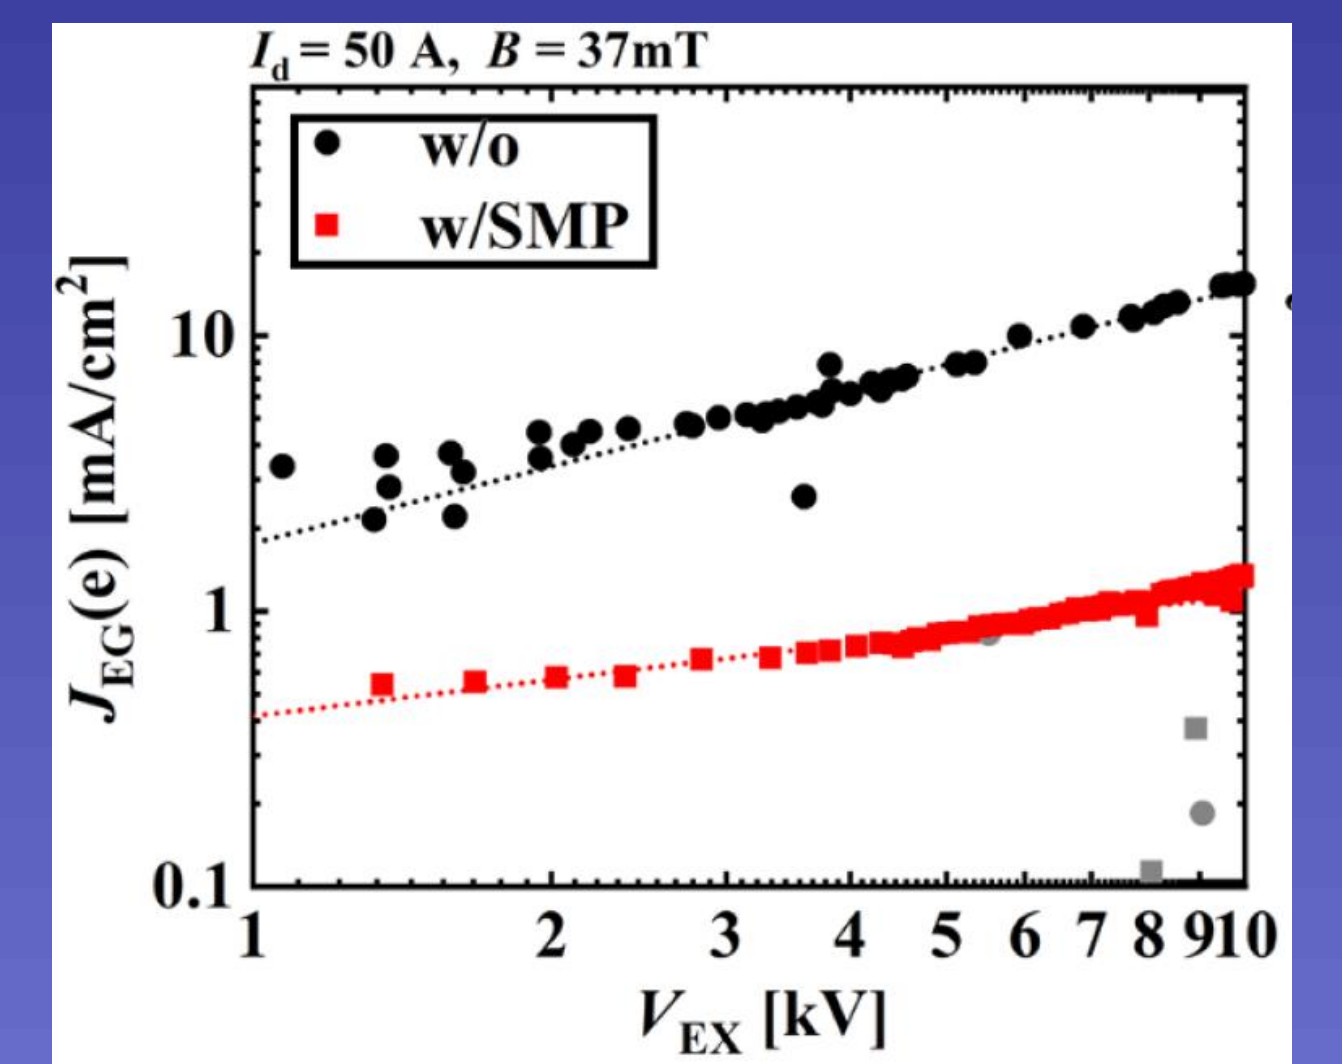 I_d = 50 A, B = 37mT
w/o
w/SMP
J_EG(e) [mA/cm²]
10
1
0.1
1 2 3 4 5 6 7 8 9 10
V_EX [kV]